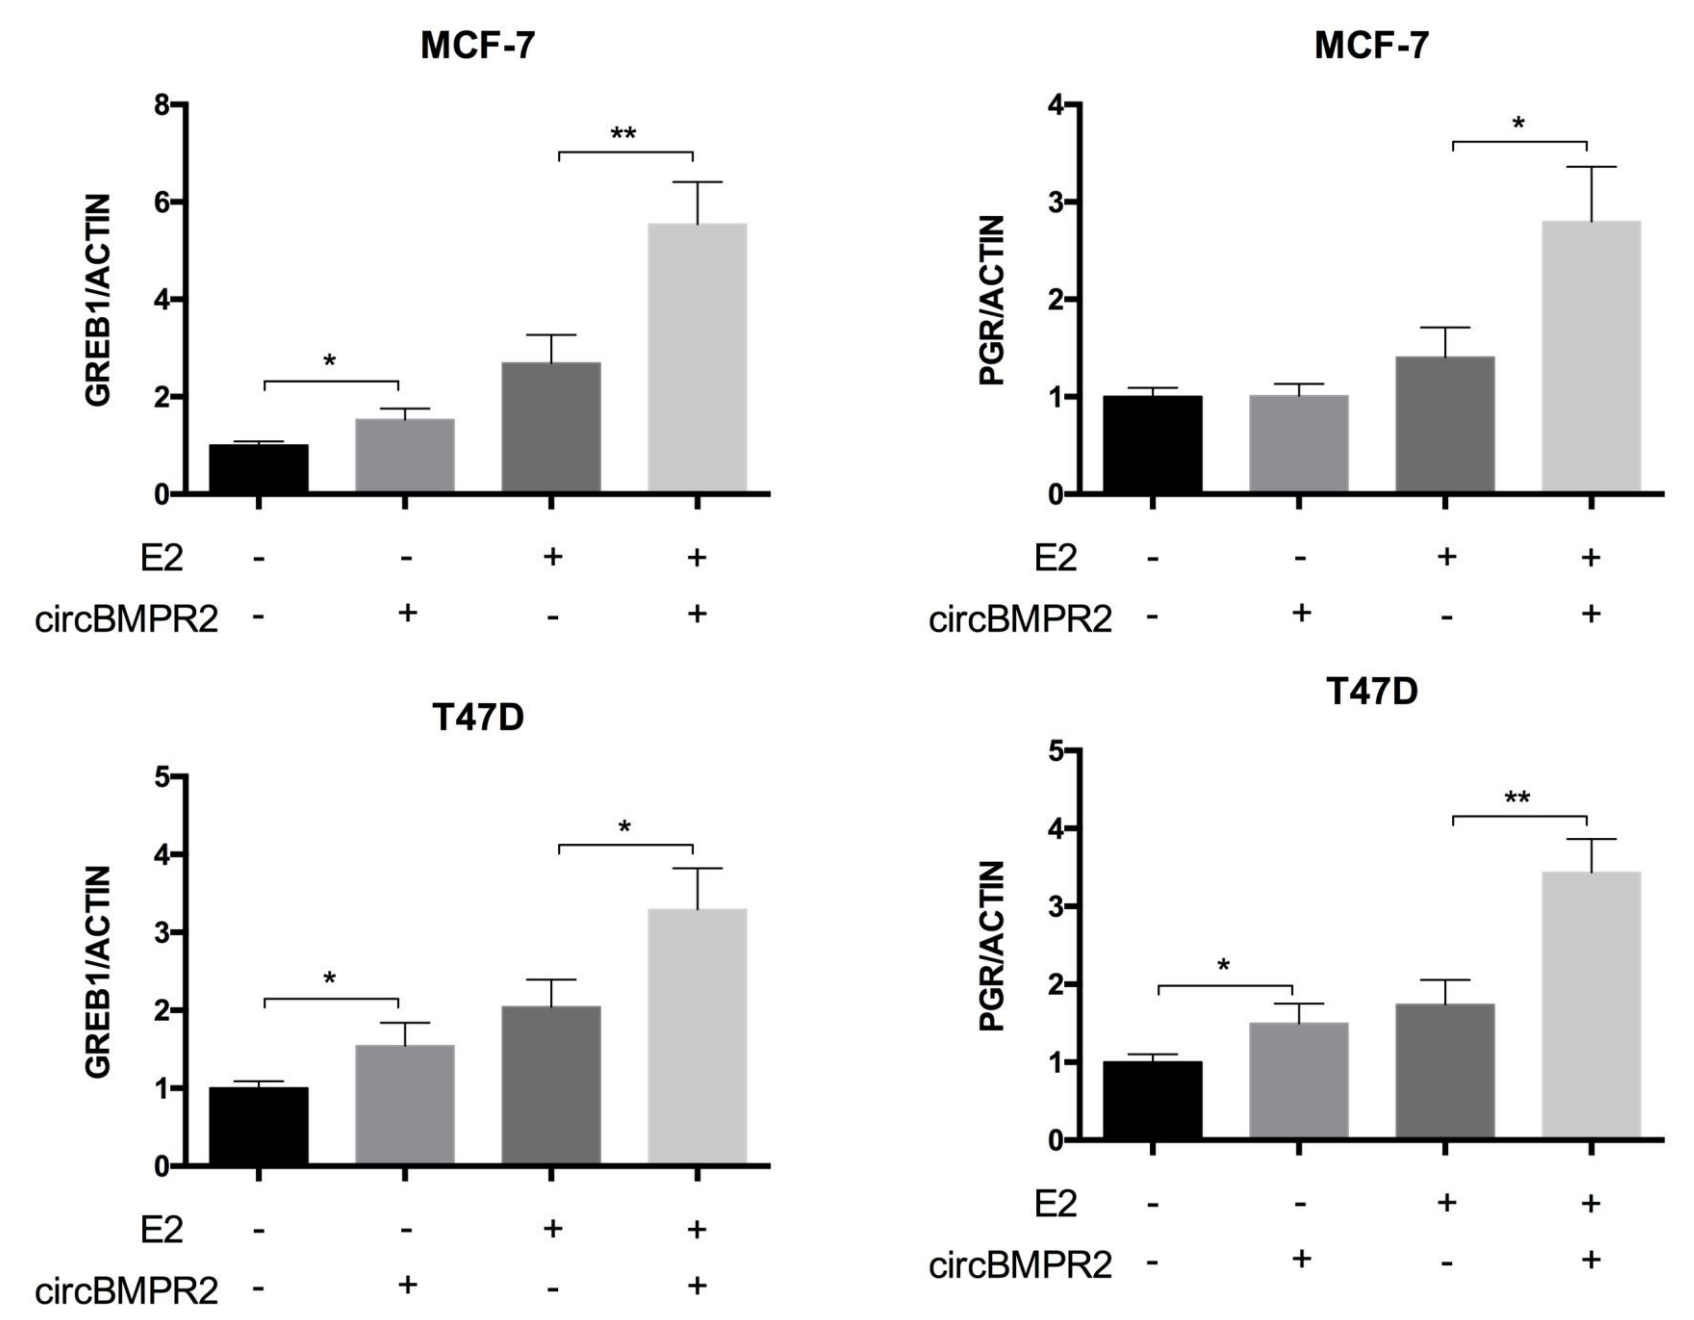 MCF-7
8
6
4
2
0
GREB1/ACTIN
*
**
E2 - - + +
circBMPR2 - + - +
MCF-7
4
3
2
1
0
PGR/ACTIN
*
E2 - - + +
circBMPR2 - + - +
T47D
5
4
3
2
1
0
GREB1/ACTIN
*
*
E2 - - + +
circBMPR2 - + - +
T47D
5
4
3
2
1
0
PGR/ACTIN
*
**
E2 - - + +
circBMPR2 - + - +